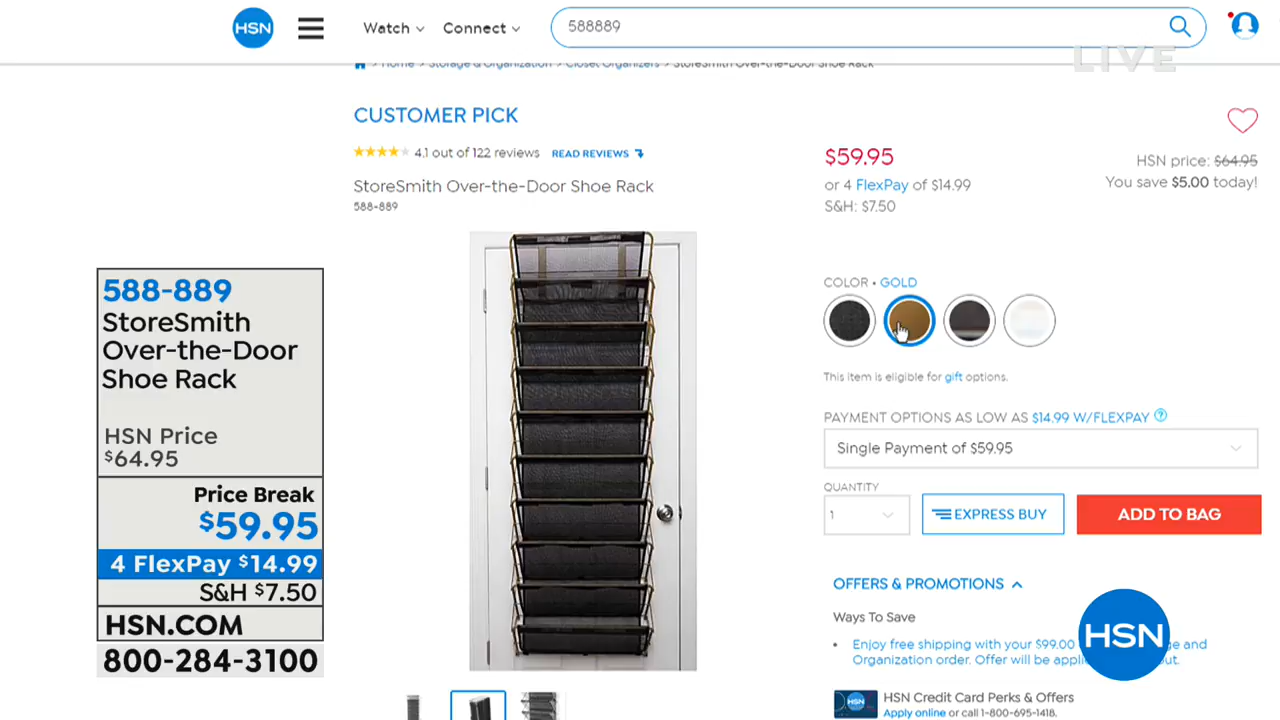 HSN
Watch
Connect
588889
LIVE
Home > Storage & Organization > Closet Organizers > StoreSmith Over-the-Door Shoe Rack
CUSTOMER PICK
4.1 out of 122 reviews READ REVIEWS
StoreSmith Over-the-Door Shoe Rack
588-889
$59.95
or 4 FlexPay of $14.99
S&H: $7.50
HSN price: $64.95
You save $5.00 today!
COLOR • GOLD
This item is eligible for gift options.
PAYMENT OPTIONS AS LOW AS $14.99 W/FLEXPAY ?
Single Payment of $59.95
QUANTITY
1
EXPRESS BUY
ADD TO BAG
OFFERS & PROMOTIONS
Ways To Save
• Enjoy free shipping with your $99.00 and
Organization order. Offer will be
HSN
HSN
HSN Credit Card Perks & Offers
Apply online or call 1-800-695-1418.
588-889
StoreSmith
Over-the-Door
Shoe Rack
HSN Price
$64.95
Price Break
$59.95
4 FlexPay $14.99
S&H $7.50
HSN.COM
800-284-3100